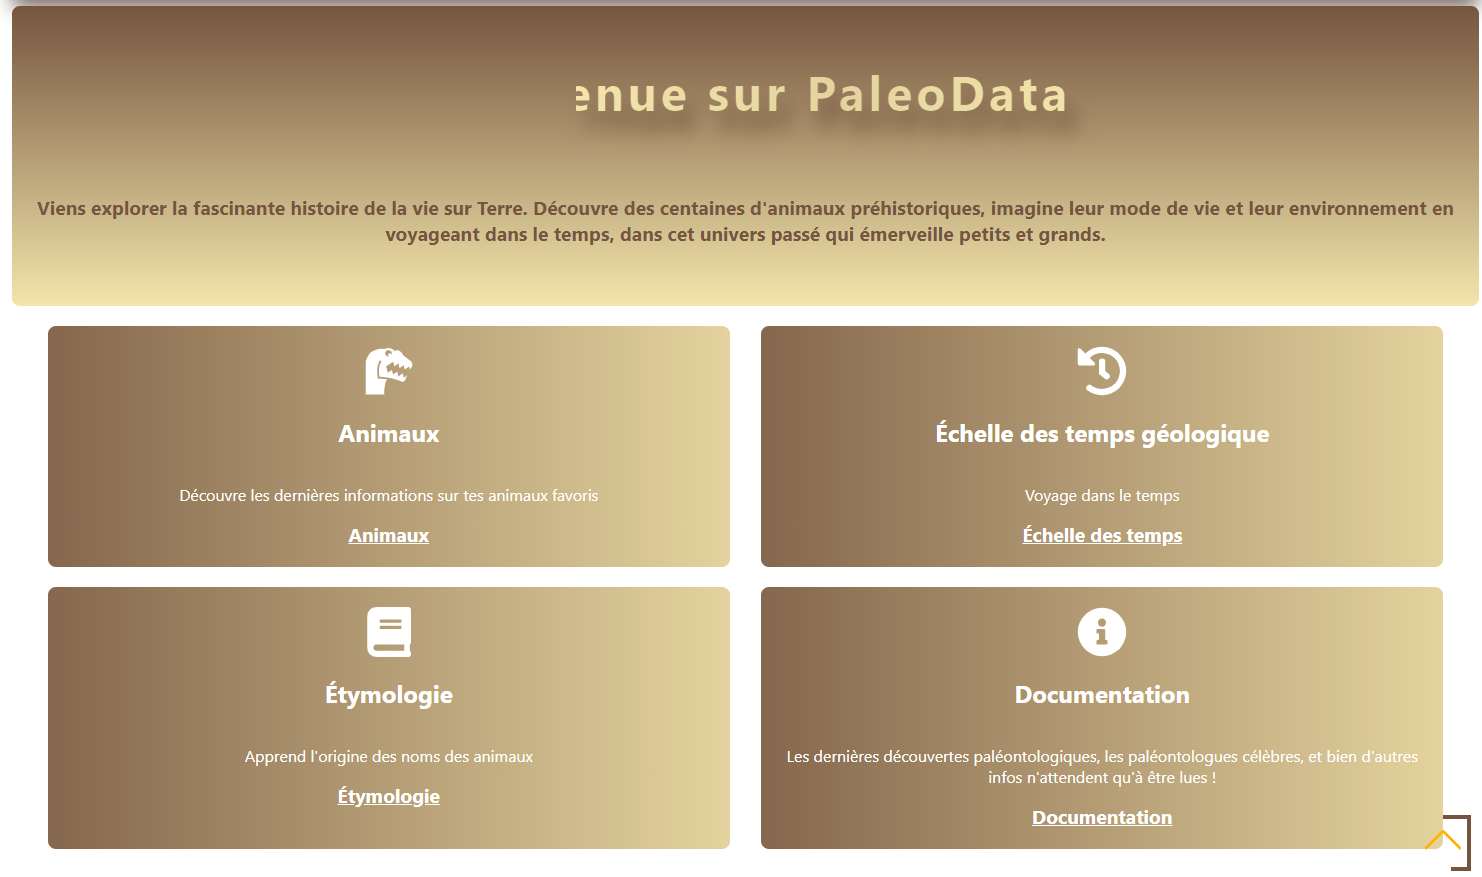 enue sur PaleoData
Viens explorer la fascinante histoire de la vie sur Terre. Découvre des centaines d'animaux préhistoriques, imagine leur mode de vie et leur environnement en
voyageant dans le temps, dans cet univers passé qui émerveille petits et grands.
Animaux
Découvre les dernières informations sur tes animaux favoris
Animaux
Échelle des temps géologique
Voyage dans le temps
Échelle des temps
Étymologie
Apprend l'origine des noms des animaux
Étymologie
Documentation
Les dernières découvertes paléontologiques, les paléontologues célèbres, et bien d'autres
infos n'attendent qu'à être lues !
Documentation